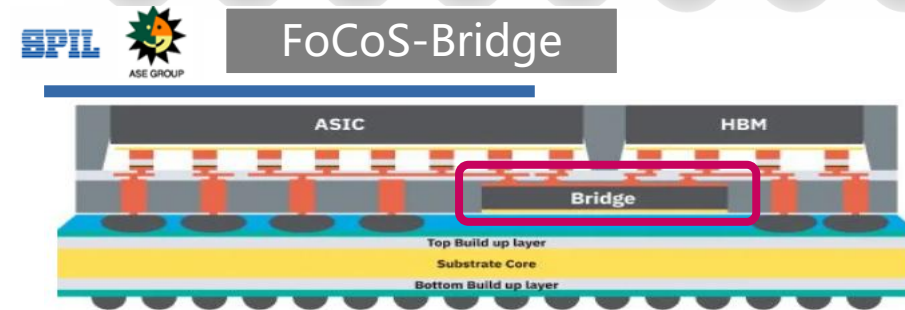 SPIL
ASE GROUP
FoCoS-Bridge
ASIC
HBM
Bridge
Top Build up layer
Substrate Core
Bottom Build up layer